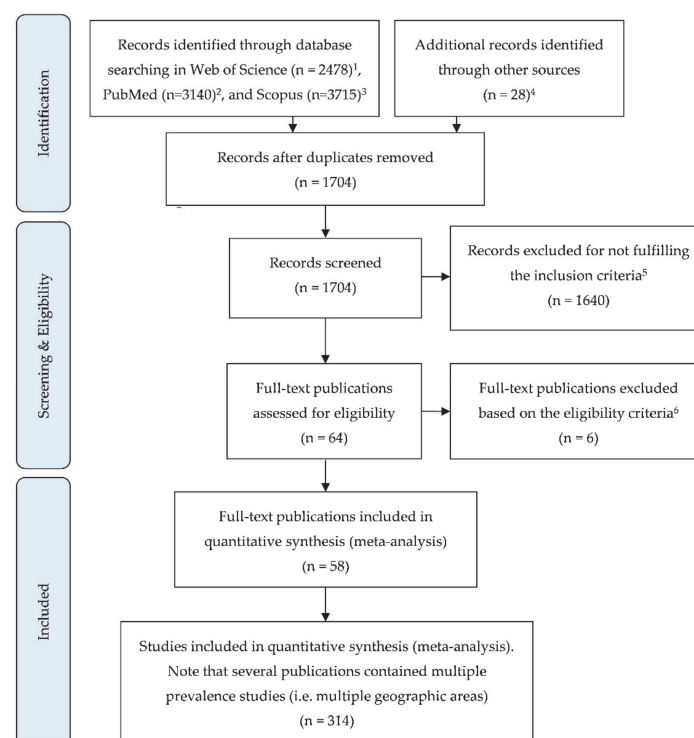 Identification
Records identified through database
searching in Web of Science (n = 2478)¹,
PubMed (n=3140)², and Scopus (n=3715)³
Additional records identified
through other sources
(n = 28)⁴
Records after duplicates removed
(n = 1704)
Screening & Eligibility
Records screened
(n = 1704)
Records excluded for not fulfilling
the inclusion criteria⁵
(n = 1640)
Full-text publications
assessed for eligibility
(n = 64)
Full-text publications excluded
based on the eligibility criteria⁶
(n = 6)
Included
Full-text publications included in
quantitative synthesis (meta-analysis)
(n = 58)
Studies included in quantitative synthesis (meta-analysis).
Note that several publications contained multiple
prevalence studies (i.e. multiple geographic areas)
(n = 314)